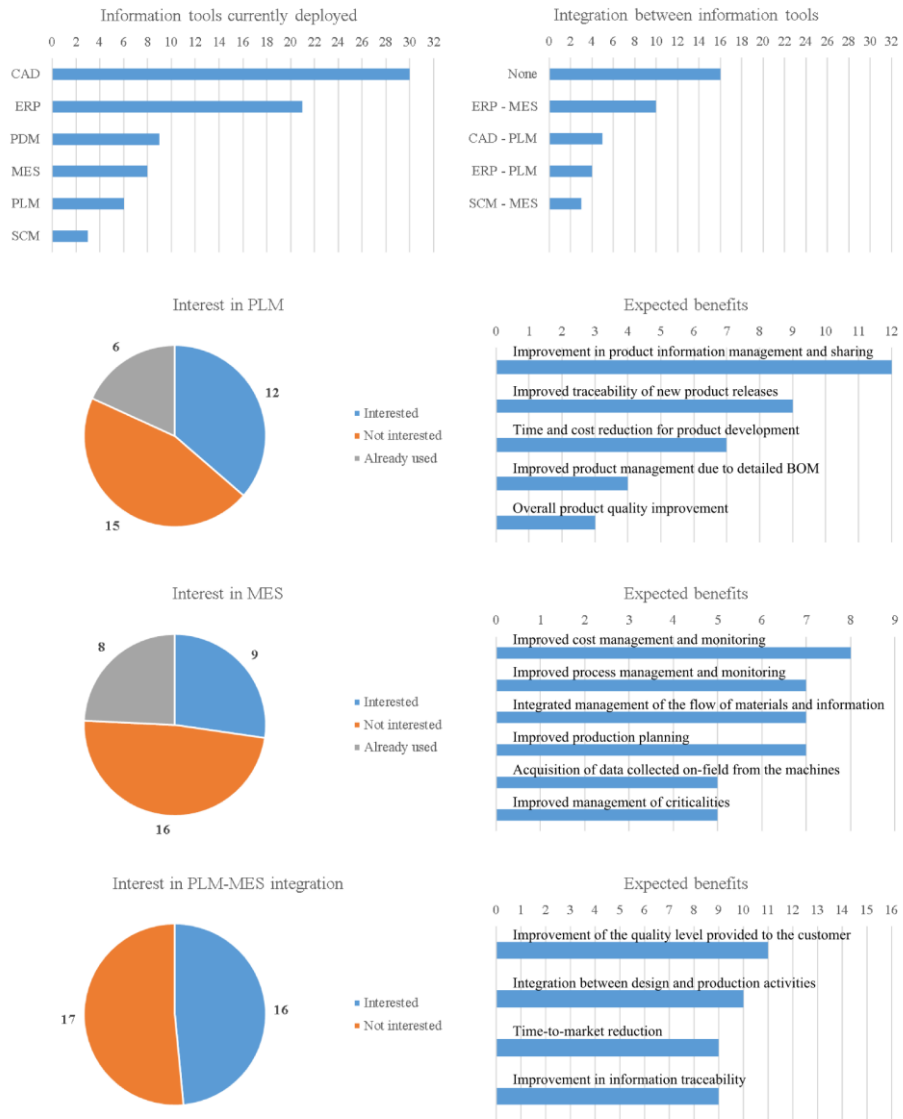 Information tools currently deployed
0 2 4 6 8 10 12 14 16 18 20 22 24 26 28 30 32
CAD
ERP
PDM
MES
PLM
SCM
Integration between information tools
0 2 4 6 8 10 12 14 16 18 20 22 24 26 28 30 32
None
ERP - MES
CAD - PLM
ERP - PLM
SCM - MES
Interest in PLM
6
12
15
Interested
Not interested
Already used
Expected benefits
0 1 2 3 4 5 6 7 8 9 10 11 12
Improvement in product information management and sharing
Improved traceability of new product releases
Time and cost reduction for product development
Improved product management due to detailed BOM
Overall product quality improvement
Interest in MES
8
9
16
Interested
Not interested
Already used
Expected benefits
0 1 2 3 4 5 6 7 8 9
Improved cost management and monitoring
Improved process management and monitoring
Integrated management of the flow of materials and information
Improved production planning
Acquisition of data collected on-field from the machines
Improved management of criticalities
Interest in PLM-MES integration
17
16
Interested
Not interested
Expected benefits
0 1 2 3 4 5 6 7 8 9 10 11 12 13 14 15 16
Improvement of the quality level provided to the customer
Integration between design and production activities
Time-to-market reduction
Improvement in information traceability